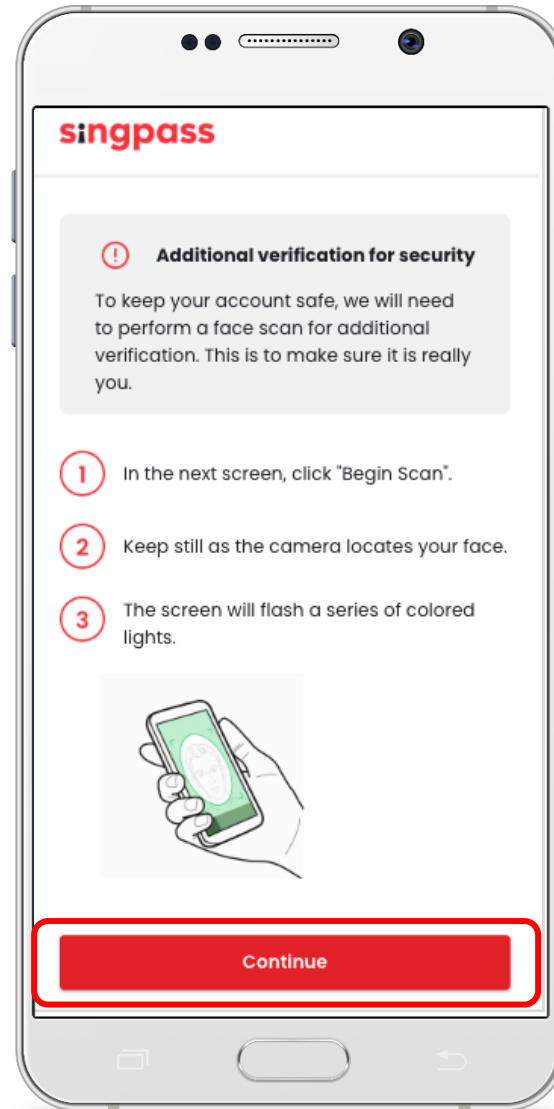 singpass
Additional verification for security
To keep your account safe, we will need
to perform a face scan for additional
verification. This is to make sure it is really
you.
1 In the next screen, click "Begin Scan".
2 Keep still as the camera locates your face.
3 The screen will flash a series of colored
lights.
Continue